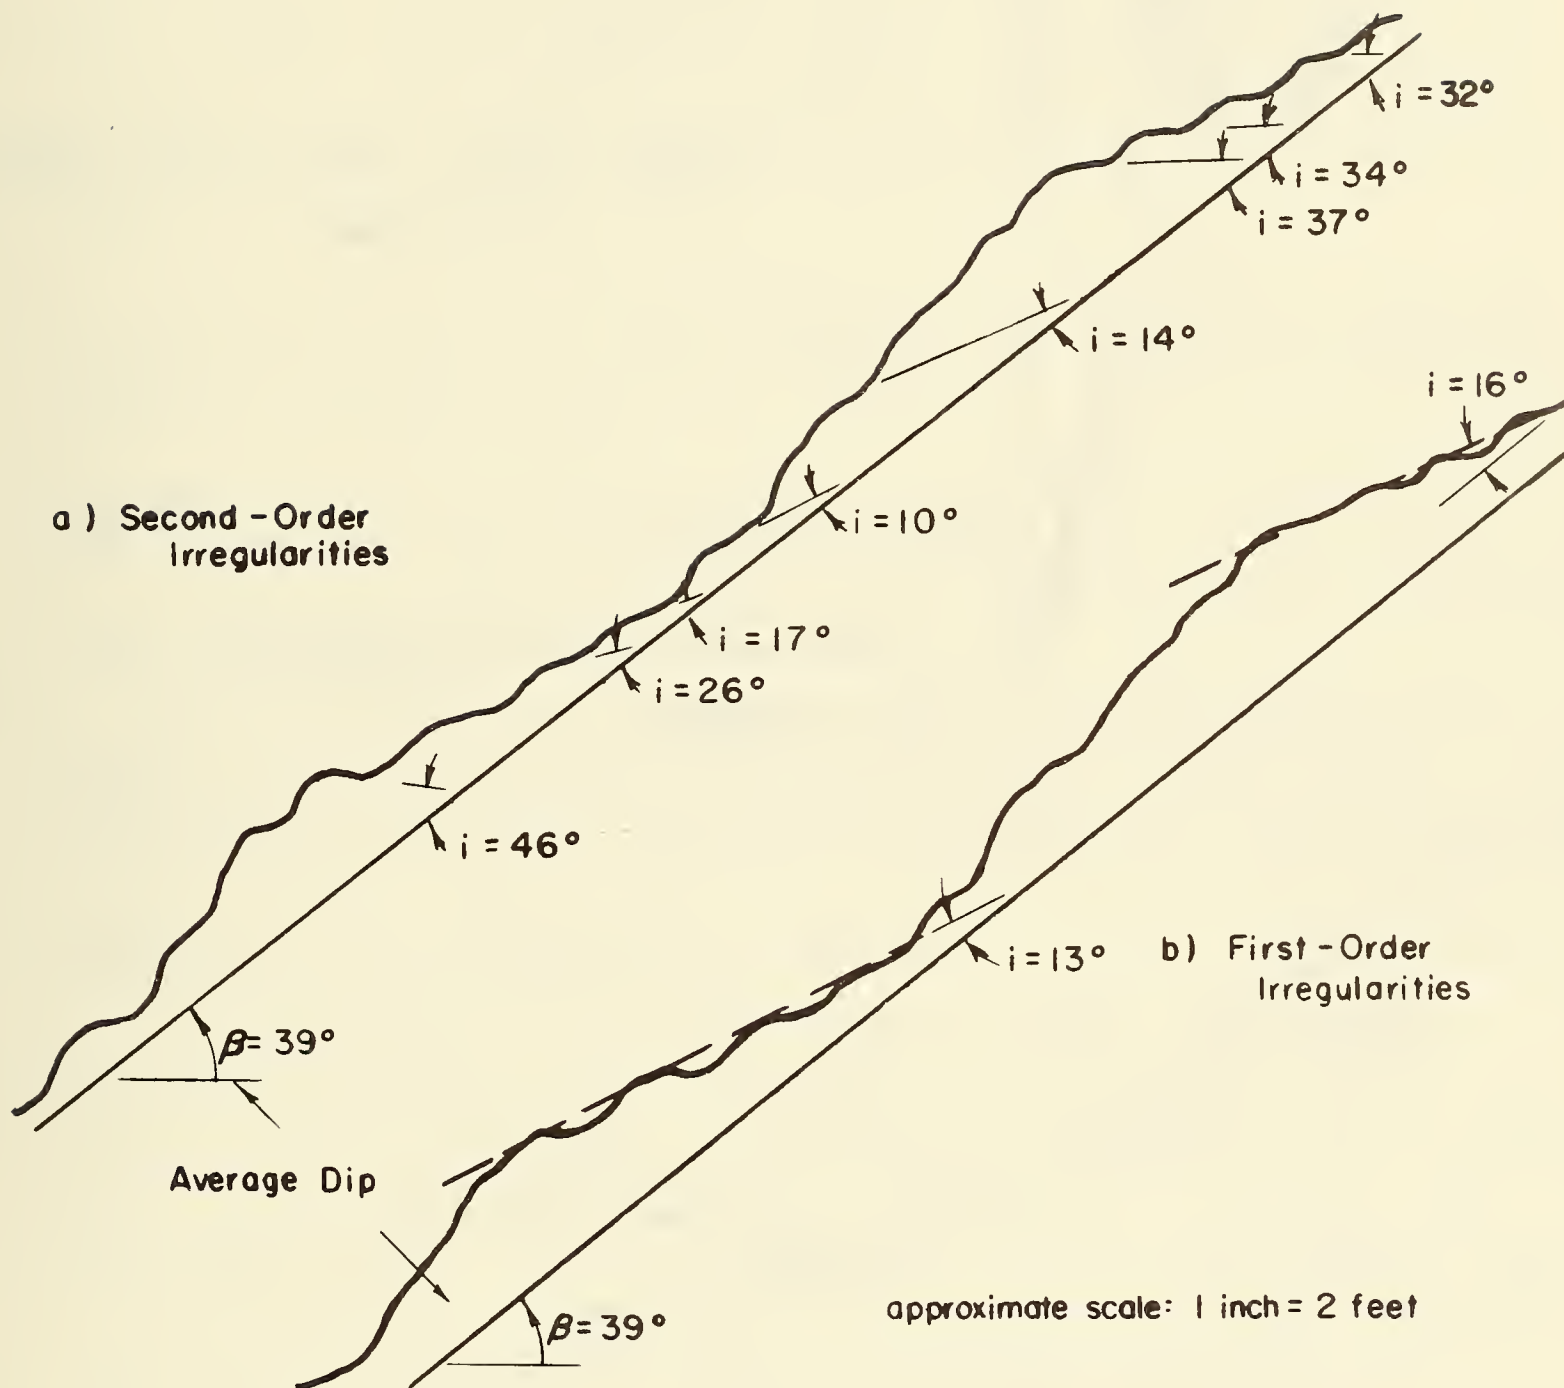 i = 32°
i = 34°
i = 37°
i = 14°
i = 16°
a ) Second - Order
Irregularities
i = 10°
i = 17°
i = 26°
i = 46°
i = 13°
b) First - Order
Irregularities
β= 39°
Average Dip
β= 39°
approximate scale: 1 inch = 2 feet